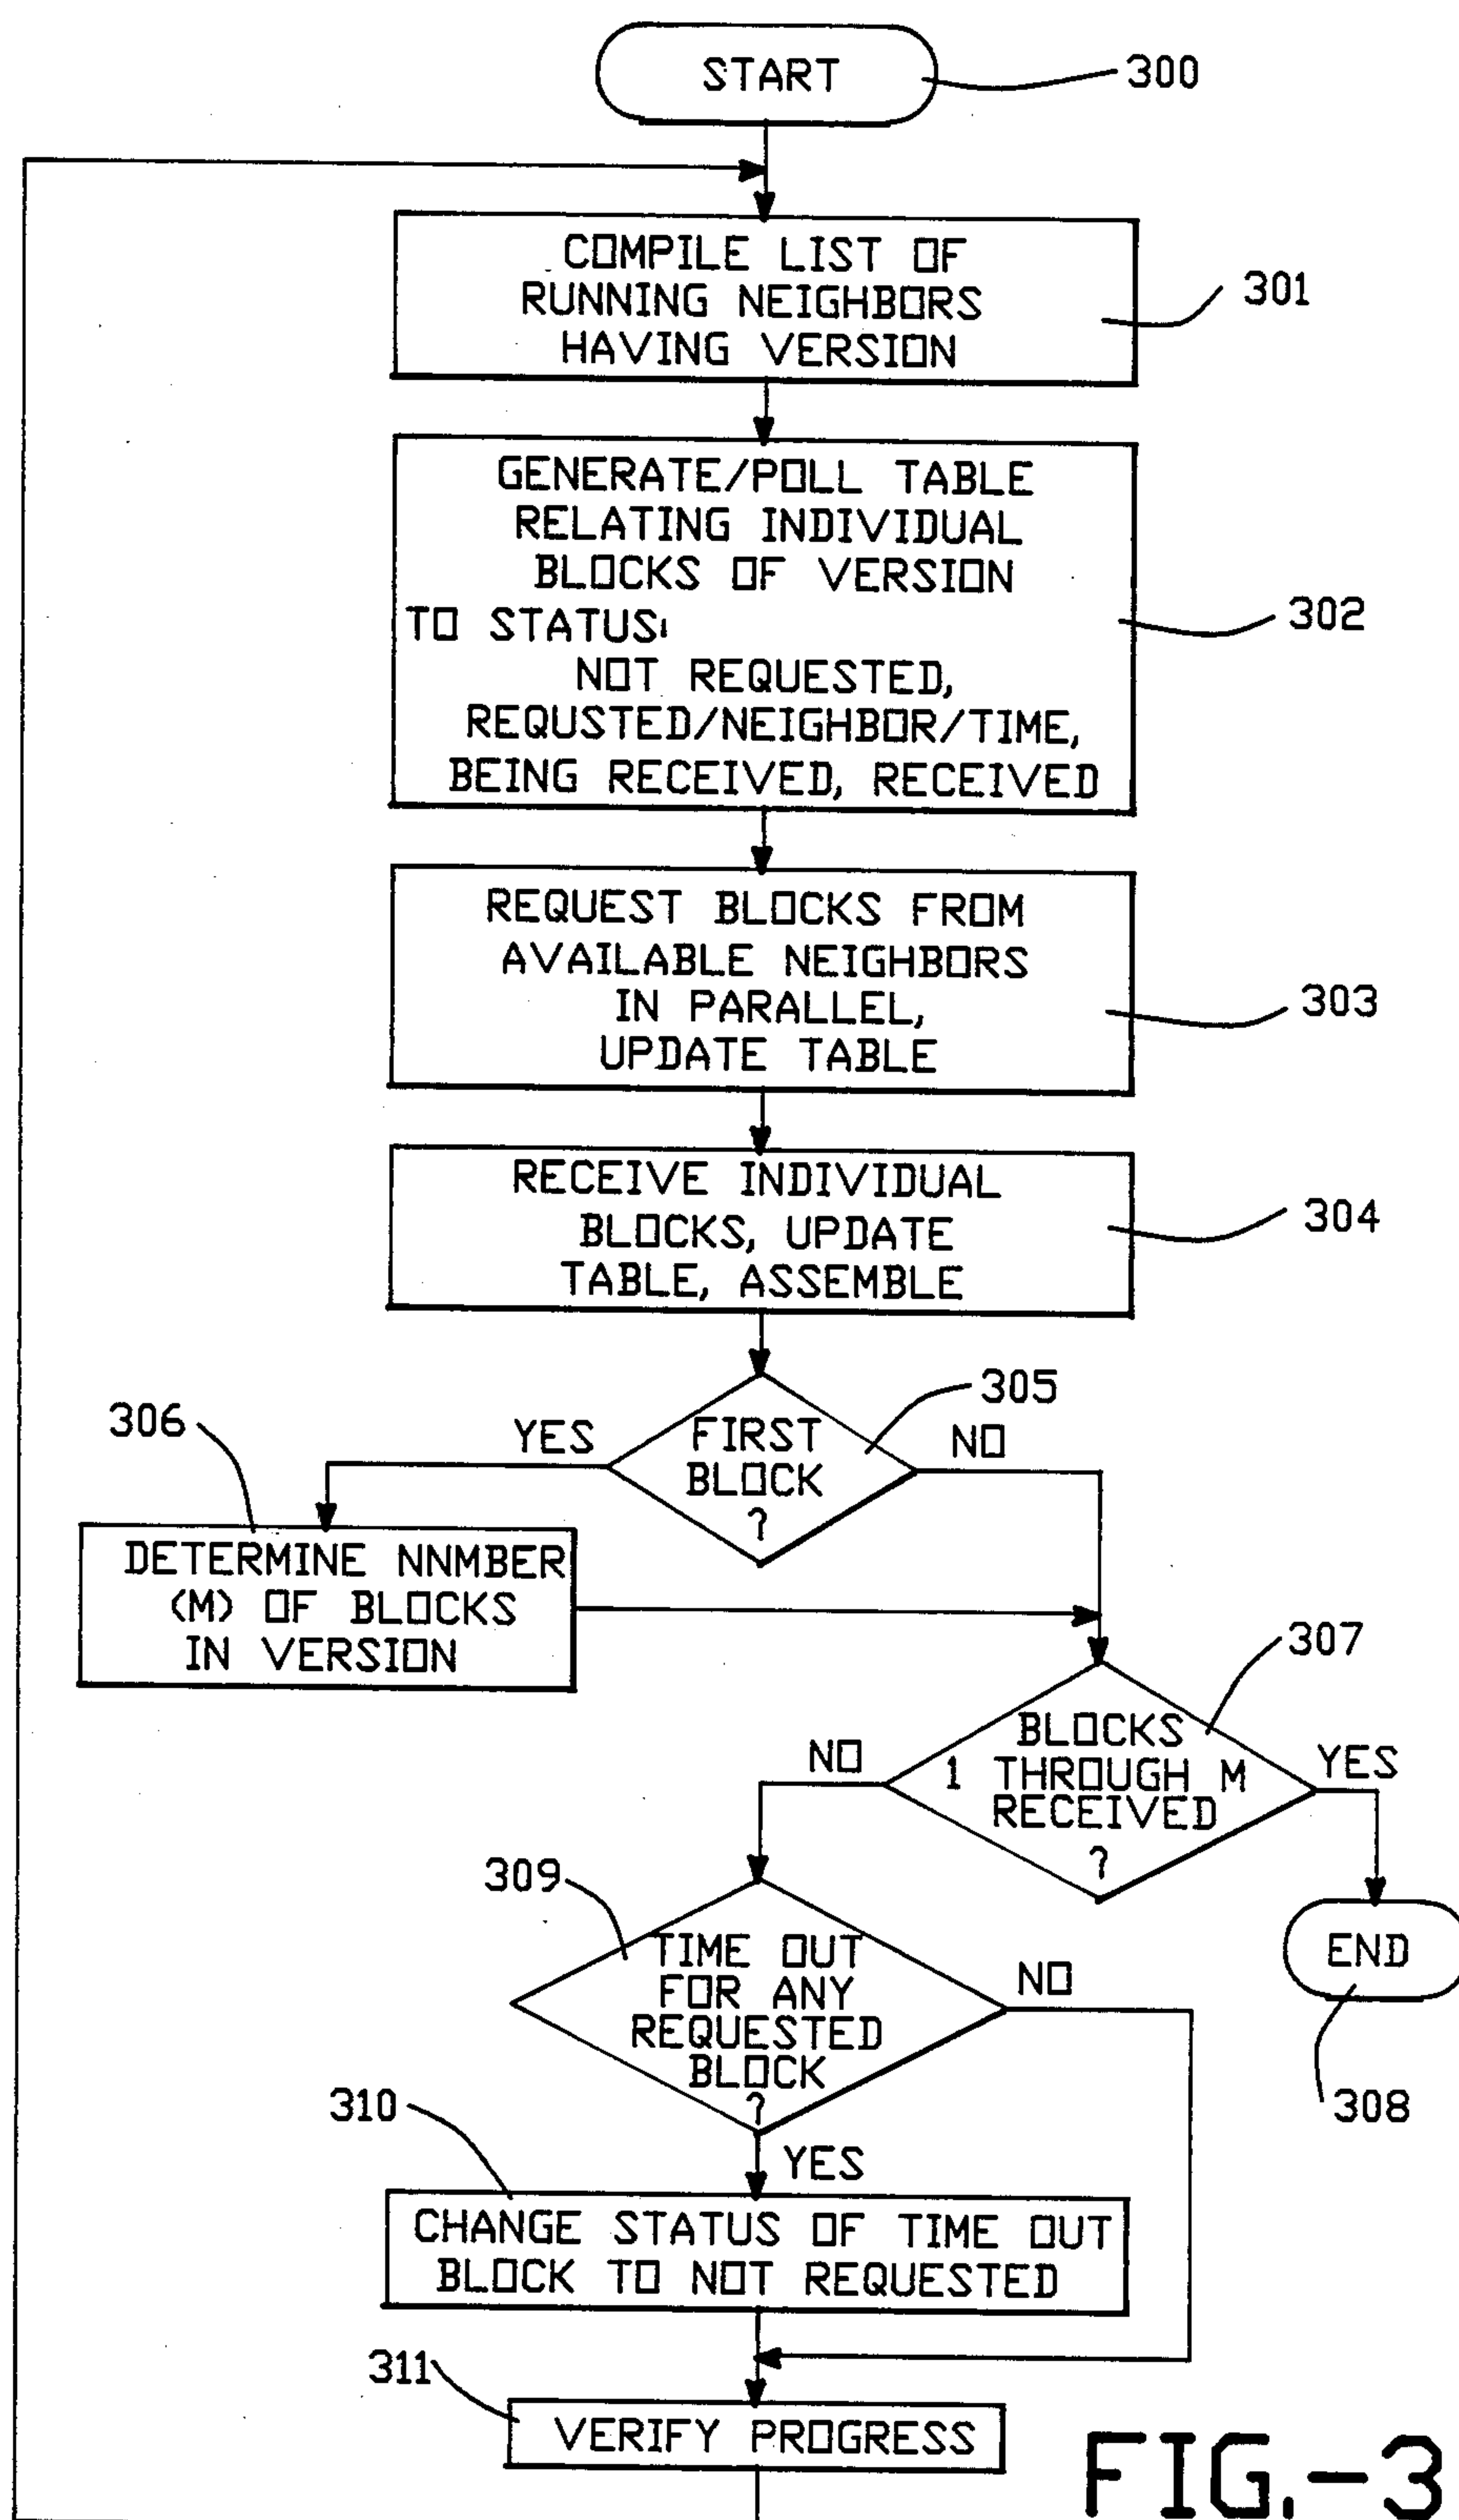 START
300
COMPILE LIST OF
RUNNING NEIGHBORS
HAVING VERSION
301
GENERATE/POLL TABLE
RELATING INDIVIDUAL
BLOCKS OF VERSION
TO STATUS:
NOT REQUESTED,
REQUSTED/NEIGHBOR/TIME,
BEING RECEIVED, RECEIVED
302
REQUEST BLOCKS FROM
AVAILABLE NEIGHBORS
IN PARALLEL,
UPDATE TABLE
303
RECEIVE INDIVIDUAL
BLOCKS, UPDATE
TABLE, ASSEMBLE
304
305
FIRST
BLOCK
?
YES
NO
306
DETERMINE NNMBER
(M) OF BLOCKS
IN VERSION
307
BLOCKS
1 THROUGH M
RECEIVED
?
NO
YES
END
308
309
TIME OUT
FOR ANY
REQUESTED
BLOCK
?
NO
YES
310
CHANGE STATUS OF TIME OUT
BLOCK TO NOT REQUESTED
311
VERIFY PROGRESS
FIG.-3